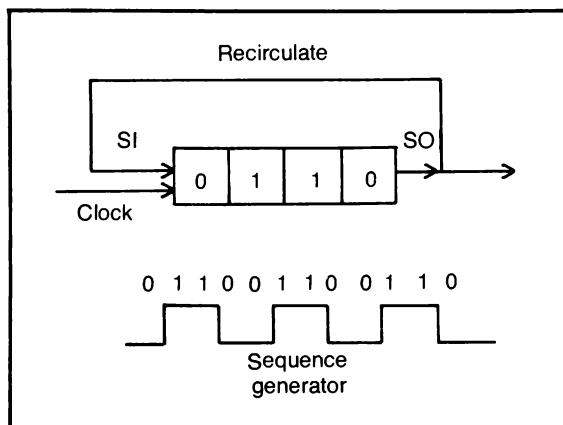 Recirculate
SI
SO
0 1 1 0
Clock
0 1 1 0 0 1 1 0 0 1 1 0
Sequence
generator